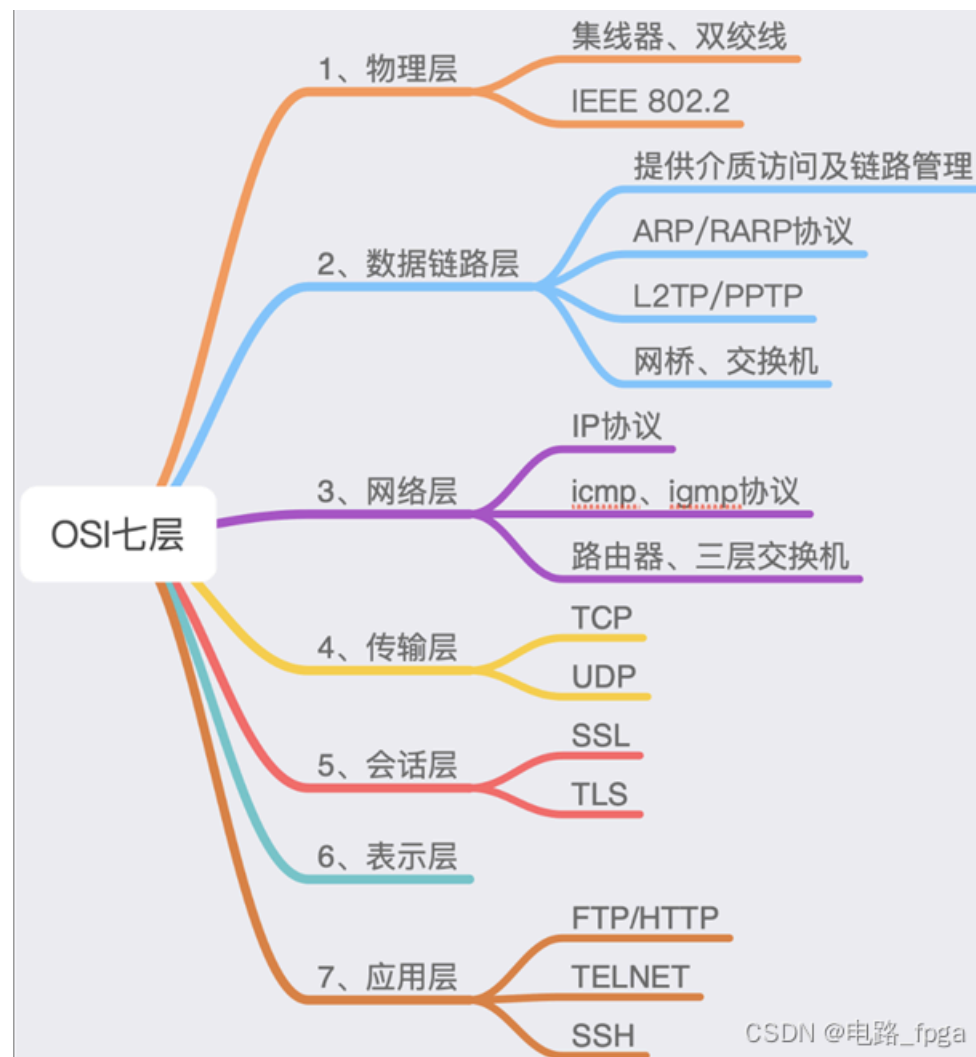 OSI七层
1、物理层
集线器、双绞线
IEEE 802.2
2、数据链路层
提供介质访问及链路管理
ARP/RARP协议
L2TP/PPTP
网桥、交换机
3、网络层
IP协议
icmp、igmp协议
路由器、三层交换机
4、传输层
TCP
UDP
5、会话层
SSL
TLS
6、表示层
7、应用层
FTP/HTTP
TELNET
SSH
CSDN @电路_fpga